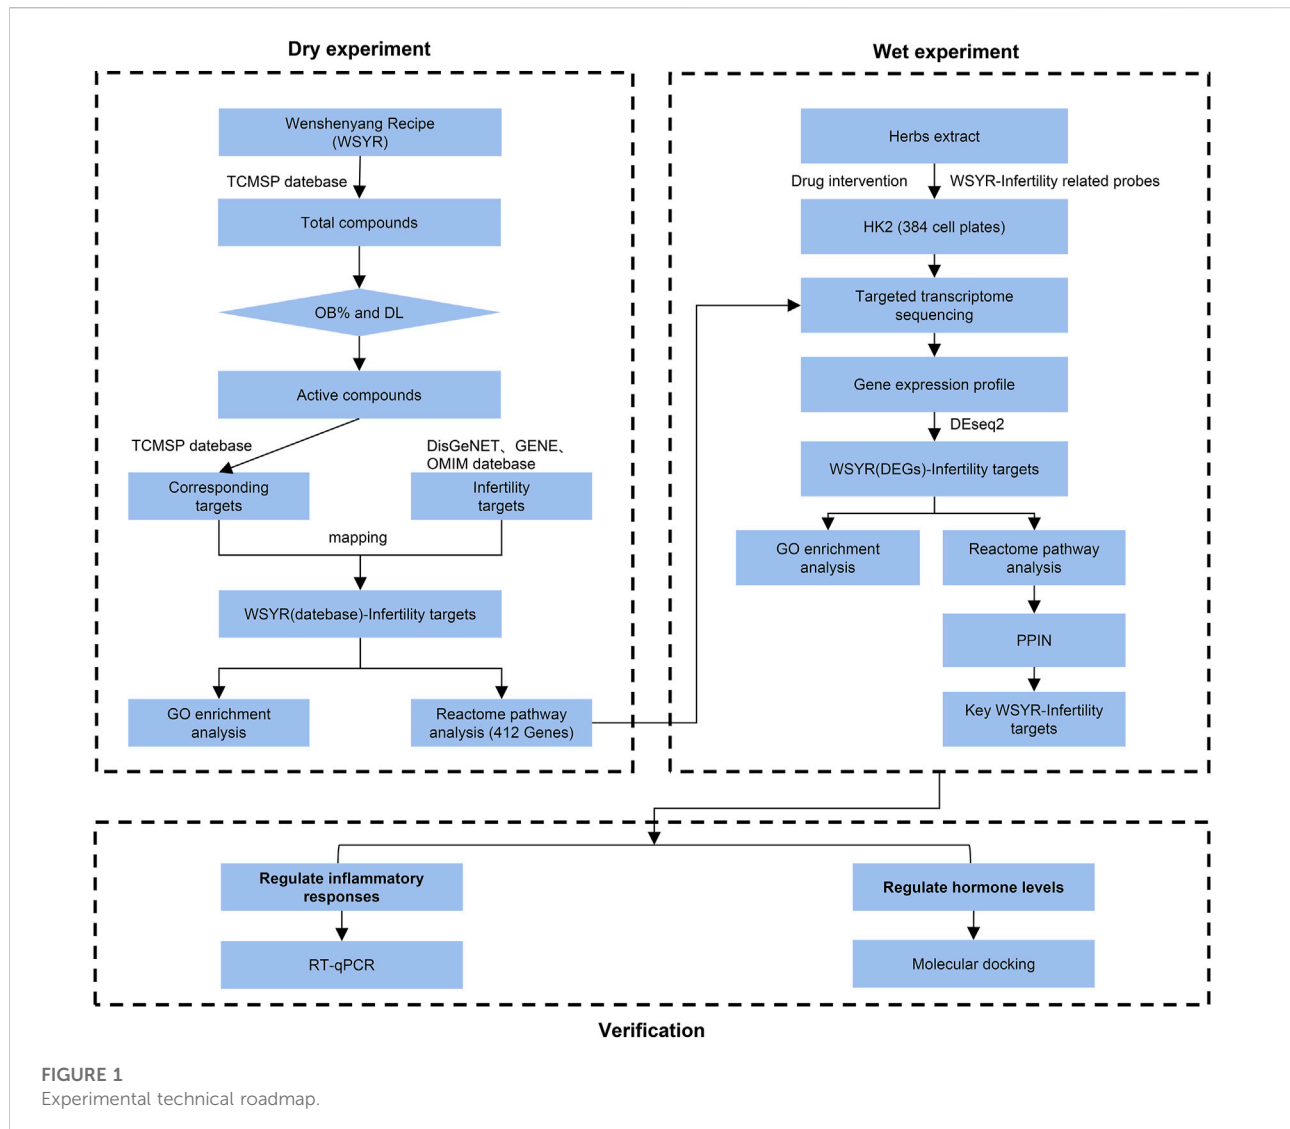 Dry experiment
Wenshenyang Recipe
(WSYR)
TCMSP datebase
Total compounds
OB% and DL
Active compounds
TCMSP datebase
DisGeNET、GENE、
OMIM datebase
Corresponding
targets
Infertility
targets
mapping
WSYR(datebase)-Infertility targets
GO enrichment
analysis
Reactome pathway
analysis (412 Genes)
Wet experiment
Herbs extract
Drug intervention
WSYR-Infertility related probes
HK2 (384 cell plates)
Targeted transcriptome
sequencing
Gene expression profile
DEseq2
WSYR(DEGs)-Infertility targets
GO enrichment
analysis
Reactome pathway
analysis
PPIN
Key WSYR-Infertility
targets
Regulate inflammatory
responses
RT-qPCR
Regulate hormone levels
Molecular docking
Verification
FIGURE 1
Experimental technical roadmap.